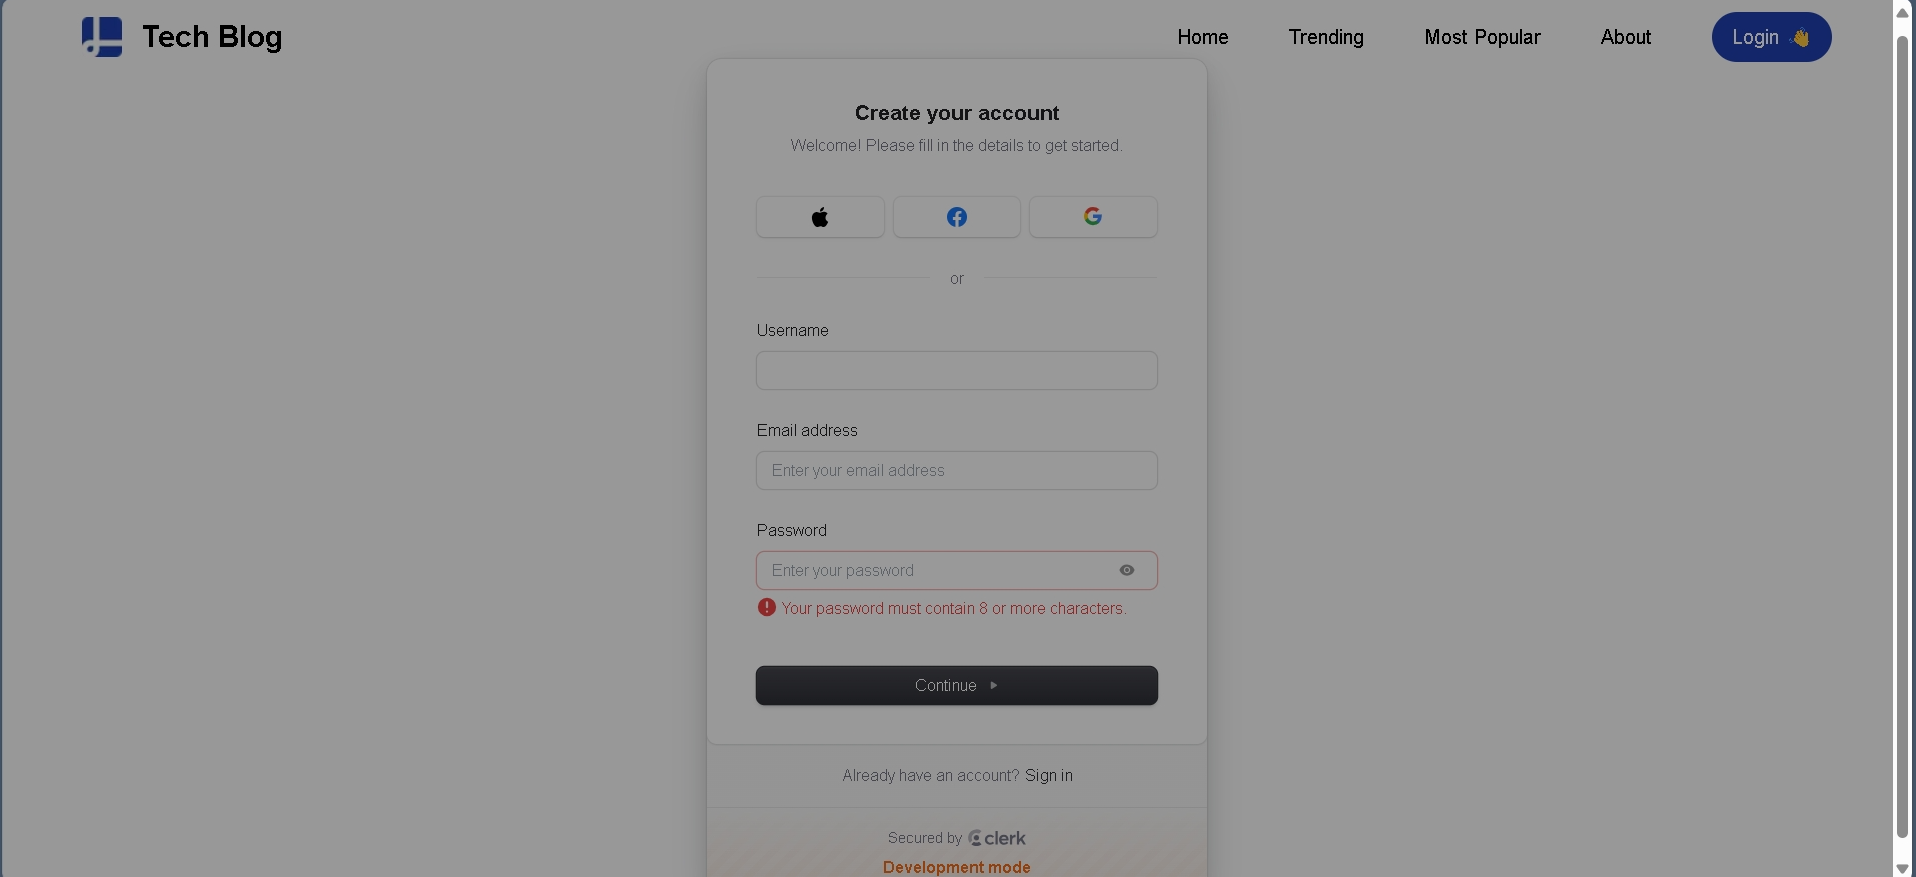 Tech Blog
Home
Trending
Most Popular
About
Login 👋
Create your account
Welcome! Please fill in the details to get started.
or
Username
Email address
Enter your email address
Password
Enter your password
Your password must contain 8 or more characters.
Continue
Already have an account? Sign in
Secured by clerk
Development mode